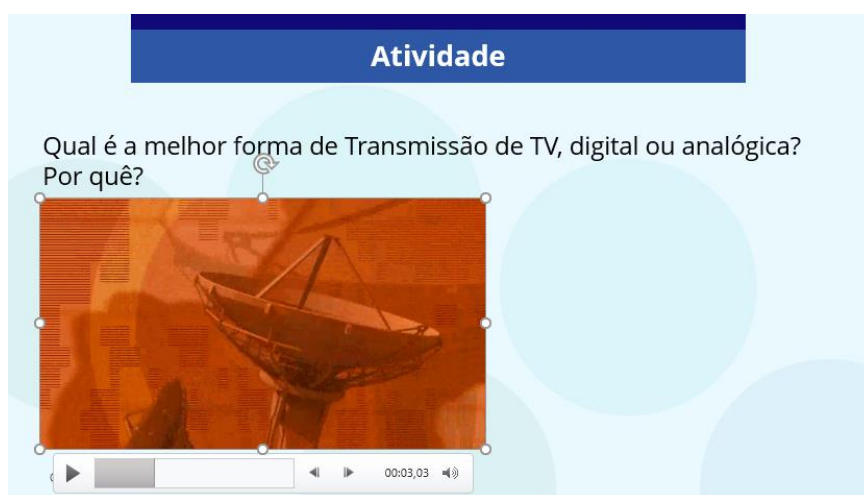 Atividade
Qual é a melhor forma de Transmissão de TV, digital ou analógica?
Por quê?
00:03,03